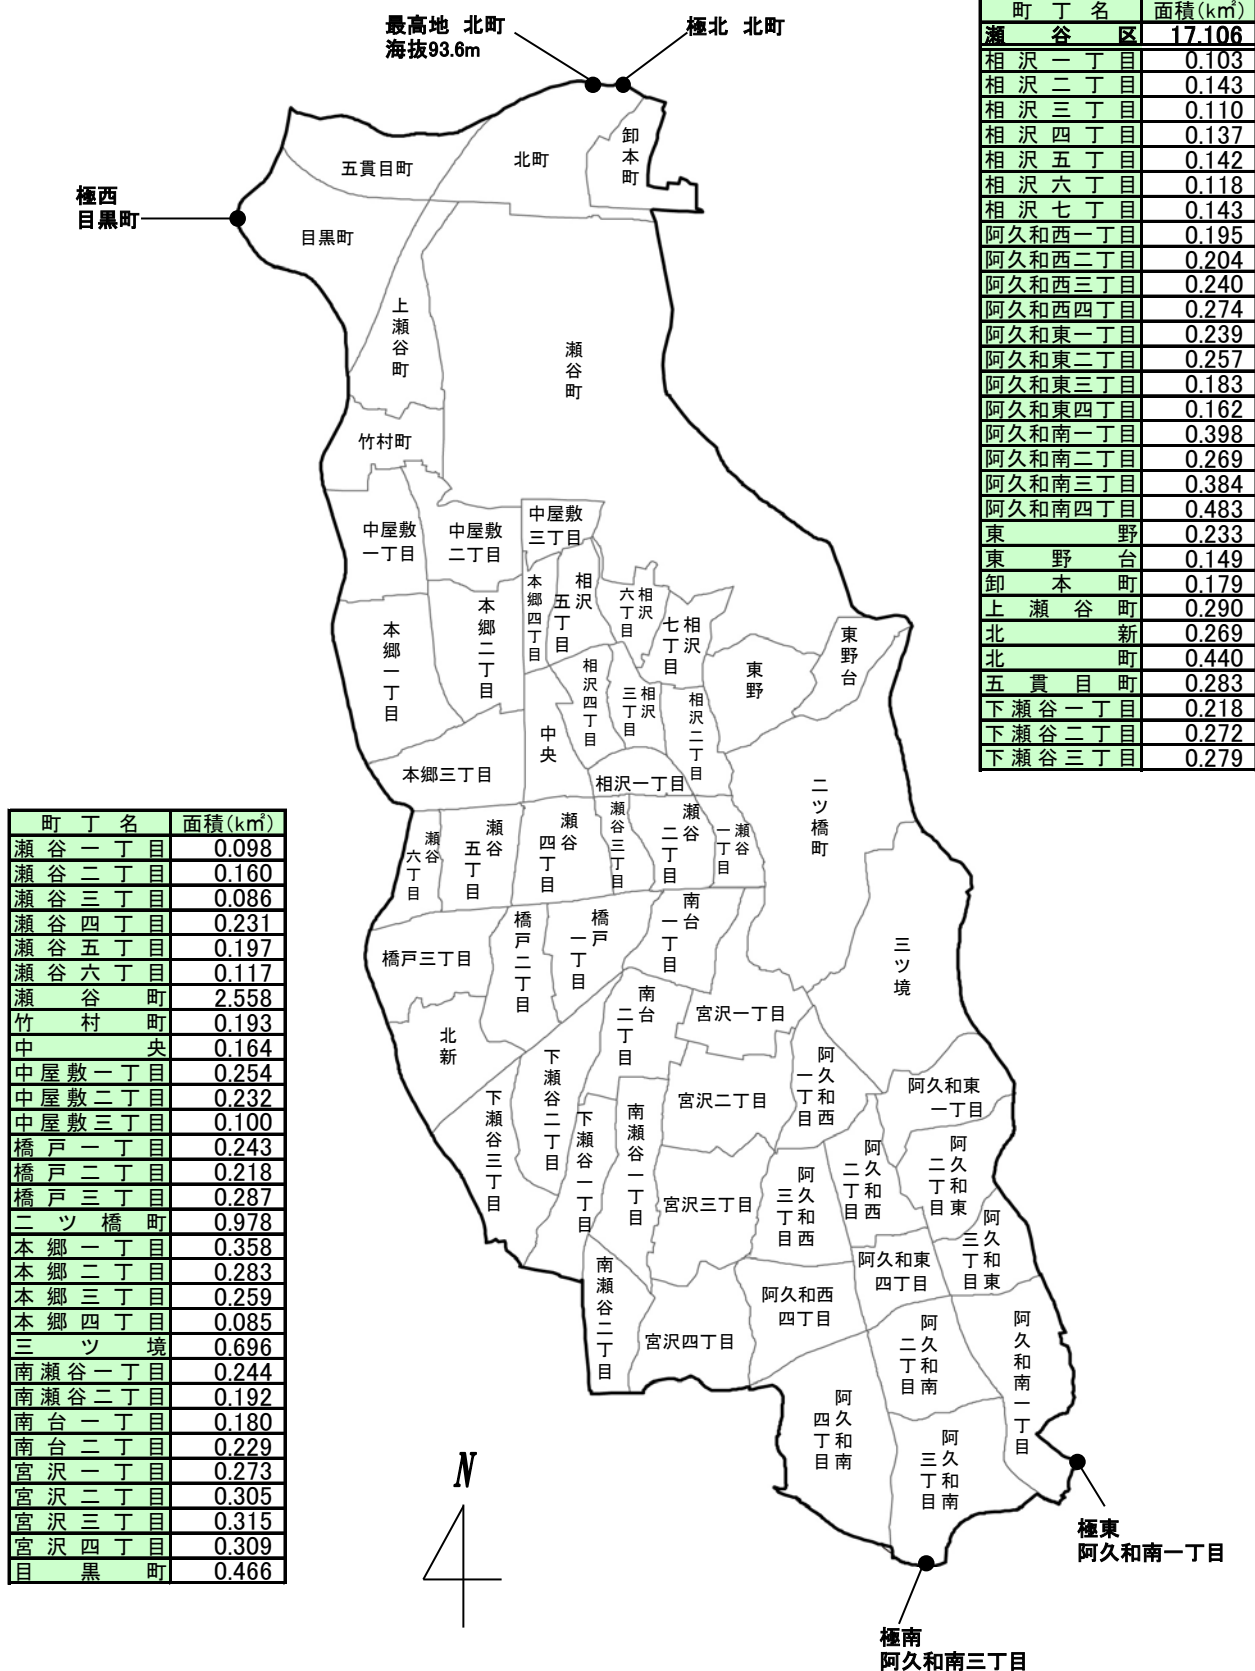 最高地 北町
海抜93.6m
極北 北町
極西
目黒町
町丁名 面積(k㎡)
瀬谷区 17.106
相沢一丁目 0.103
相沢二丁目 0.143
相沢三丁目 0.110
相沢四丁目 0.137
相沢五丁目 0.142
相沢六丁目 0.118
相沢七丁目 0.143
阿久和西一丁目 0.195
阿久和西二丁目 0.204
阿久和西三丁目 0.240
阿久和西四丁目 0.274
阿久和東一丁目 0.239
阿久和東二丁目 0.257
阿久和東三丁目 0.183
阿久和東四丁目 0.162
阿久和南一丁目 0.398
阿久和南二丁目 0.269
阿久和南三丁目 0.384
阿久和南四丁目 0.483
東野 0.233
東野台 0.149
卸本町 0.179
上瀬谷町 0.290
北新 0.269
北町 0.440
五貫目町 0.283
下瀬谷一丁目 0.218
下瀬谷二丁目 0.272
下瀬谷三丁目 0.279
五貫目町
北町
卸本町
目黒町
上瀬谷町
瀬谷町
竹村町
中屋敷
一丁目
中屋敷
二丁目
中屋敷
三丁目
本郷一丁目
本郷二丁目
本郷四丁目
相沢
五丁目
相沢
六丁目
相沢
七丁目
東野
東野台
中央
相沢四丁目
相沢
三丁目
相沢二丁目
本郷三丁目
相沢一丁目
二ツ橋町
瀬谷
六丁目
瀬谷
五丁目
瀬谷
四丁目
瀬谷三丁目
瀬谷
二丁目
瀬谷
一丁目
橋戸三丁目
橋戸二丁目
橋戸
一丁目
南台
一丁目
三ツ境
北新
南台
二丁目
宮沢一丁目
下瀬谷三丁目
下瀬谷二丁目
下瀬谷一丁目
南瀬谷一丁目
宮沢二丁目
阿久和西
一丁目
阿久和東
一丁目
宮沢三丁目
阿久和西
三丁目
阿久和西
二丁目
阿久和東
二丁目
阿久和東
三丁目
阿久和東
四丁目
南瀬谷二丁目
宮沢四丁目
阿久和西
四丁目
阿久和南
二丁目
阿久和南一丁目
阿久和南
四丁目
阿久和南
三丁目
町丁名 面積(k㎡)
瀬谷一丁目 0.098
瀬谷二丁目 0.160
瀬谷三丁目 0.086
瀬谷四丁目 0.231
瀬谷五丁目 0.197
瀬谷六丁目 0.117
瀬谷町 2.558
竹村町 0.193
中央 0.164
中屋敷一丁目 0.254
中屋敷二丁目 0.232
中屋敷三丁目 0.100
橋戸一丁目 0.243
橋戸二丁目 0.218
橋戸三丁目 0.287
二ツ橋町 0.978
本郷一丁目 0.358
本郷二丁目 0.283
本郷三丁目 0.259
本郷四丁目 0.085
三ツ境 0.696
南瀬谷一丁目 0.244
南瀬谷二丁目 0.192
南台一丁目 0.180
南台二丁目 0.229
宮沢一丁目 0.273
宮沢二丁目 0.305
宮沢三丁目 0.315
宮沢四丁目 0.309
目黒町 0.466
N
極東
阿久和南一丁目
極南
阿久和南三丁目